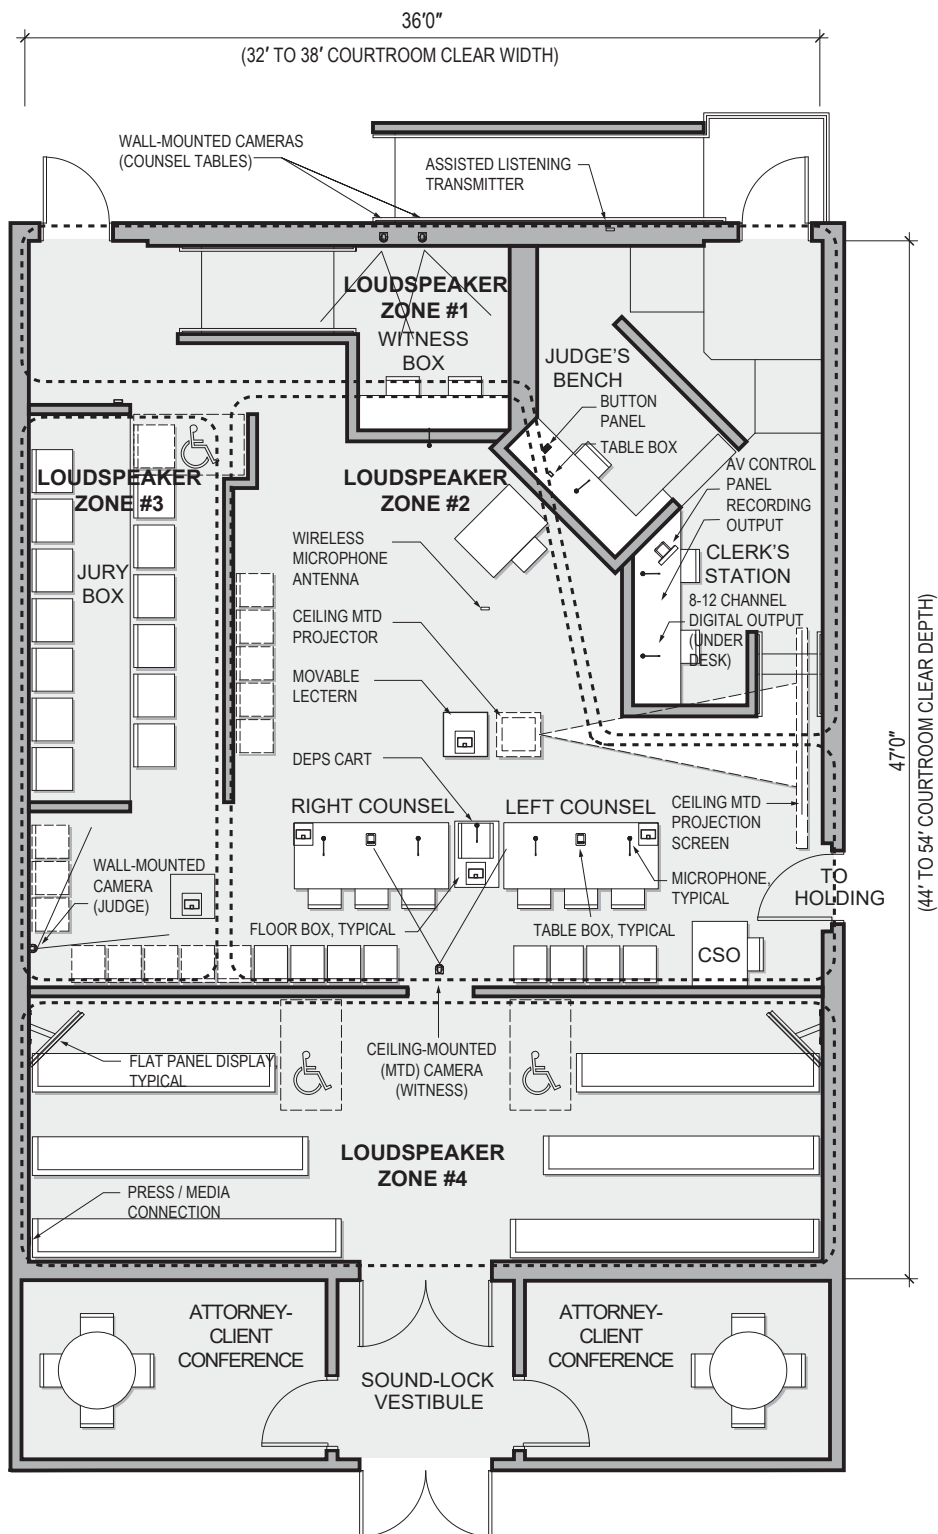 36′0″
(32′ TO 38′ COURTROOM CLEAR WIDTH)
WALL-MOUNTED CAMERAS
(COUNSEL TABLES)
ASSISTED LISTENING
TRANSMITTER
LOUDSPEAKER
ZONE #1
WITNESS
BOX
JUDGE'S
BENCH
BUTTON
PANEL
TABLE BOX
AV CONTROL
PANEL
RECORDING
OUTPUT
CLERK'S
STATION
8-12 CHANNEL
DIGITAL OUTPUT
(UNDER
DESK)
LOUDSPEAKER
ZONE #3
LOUDSPEAKER
ZONE #2
JURY
BOX
WIRELESS
MICROPHONE
ANTENNA
CEILING MTD
PROJECTOR
MOVABLE
LECTERN
DEPS CART
RIGHT COUNSEL
LEFT COUNSEL
CEILING MTD
PROJECTION
SCREEN
47′0″
(44′ TO 54′ COURTROOM CLEAR DEPTH)
WALL-MOUNTED
CAMERA
(JUDGE)
MICROPHONE,
TYPICAL
TO
HOLDING
FLOOR BOX, TYPICAL
TABLE BOX, TYPICAL
CSO
FLAT PANEL DISPLAY,
TYPICAL
CEILING-MOUNTED
(MTD) CAMERA
(WITNESS)
LOUDSPEAKER
ZONE #4
PRESS / MEDIA
CONNECTION
ATTORNEY-
CLIENT
CONFERENCE
SOUND-LOCK
VESTIBULE
ATTORNEY-
CLIENT
CONFERENCE